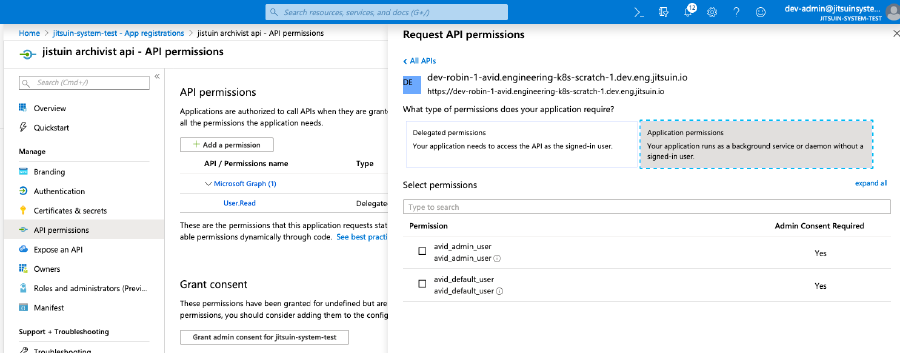 Search resources, services, and docs (G+/)
12
dev-admin@jitsuinsyste...
JITSUIN-SYSTEM-TEST
Home > jitsuin-system-test - App registrations > jistuin archivist api - API permissions
jistuin archivist api - API permissions
Search (Cmd+/)
Overview
Quickstart
Manage
Branding
Authentication
Certificates & secrets
API permissions
Expose an API
Owners
Roles and administrators (Previ...
Manifest
Support + Troubleshooting
Troubleshooting
API permissions
Applications are authorized to call APIs when they are grante
all the permissions the application needs.
+ Add a permission
API / Permissions name Type
Microsoft Graph (1)
User.Read Delegate
These are the permissions that this application requests stat
able permissions dynamically through code. See best practi
Grant consent
These permissions have been granted for undefined but are
permissions, you should consider adding them to the config
Grant admin consent for jitsuin-system-test
Request API permissions
All APIs
DE
dev-robin-1-avid.engineering-k8s-scratch-1.dev.eng.jitsuin.io
https://dev-robin-1-avid.engineering-k8s-scratch-1.dev.eng.jitsuin.io
What type of permissions does your application require?
Delegated permissions
Your application needs to access the API as the signed-in user.
Application permissions
Your application runs as a background service or daemon without a
signed-in user.
Select permissions
expand all
Type to search
Permission Admin Consent Required
avid_admin_user
avid_admin_user
Yes
avid_default_user
avid_default_user
Yes